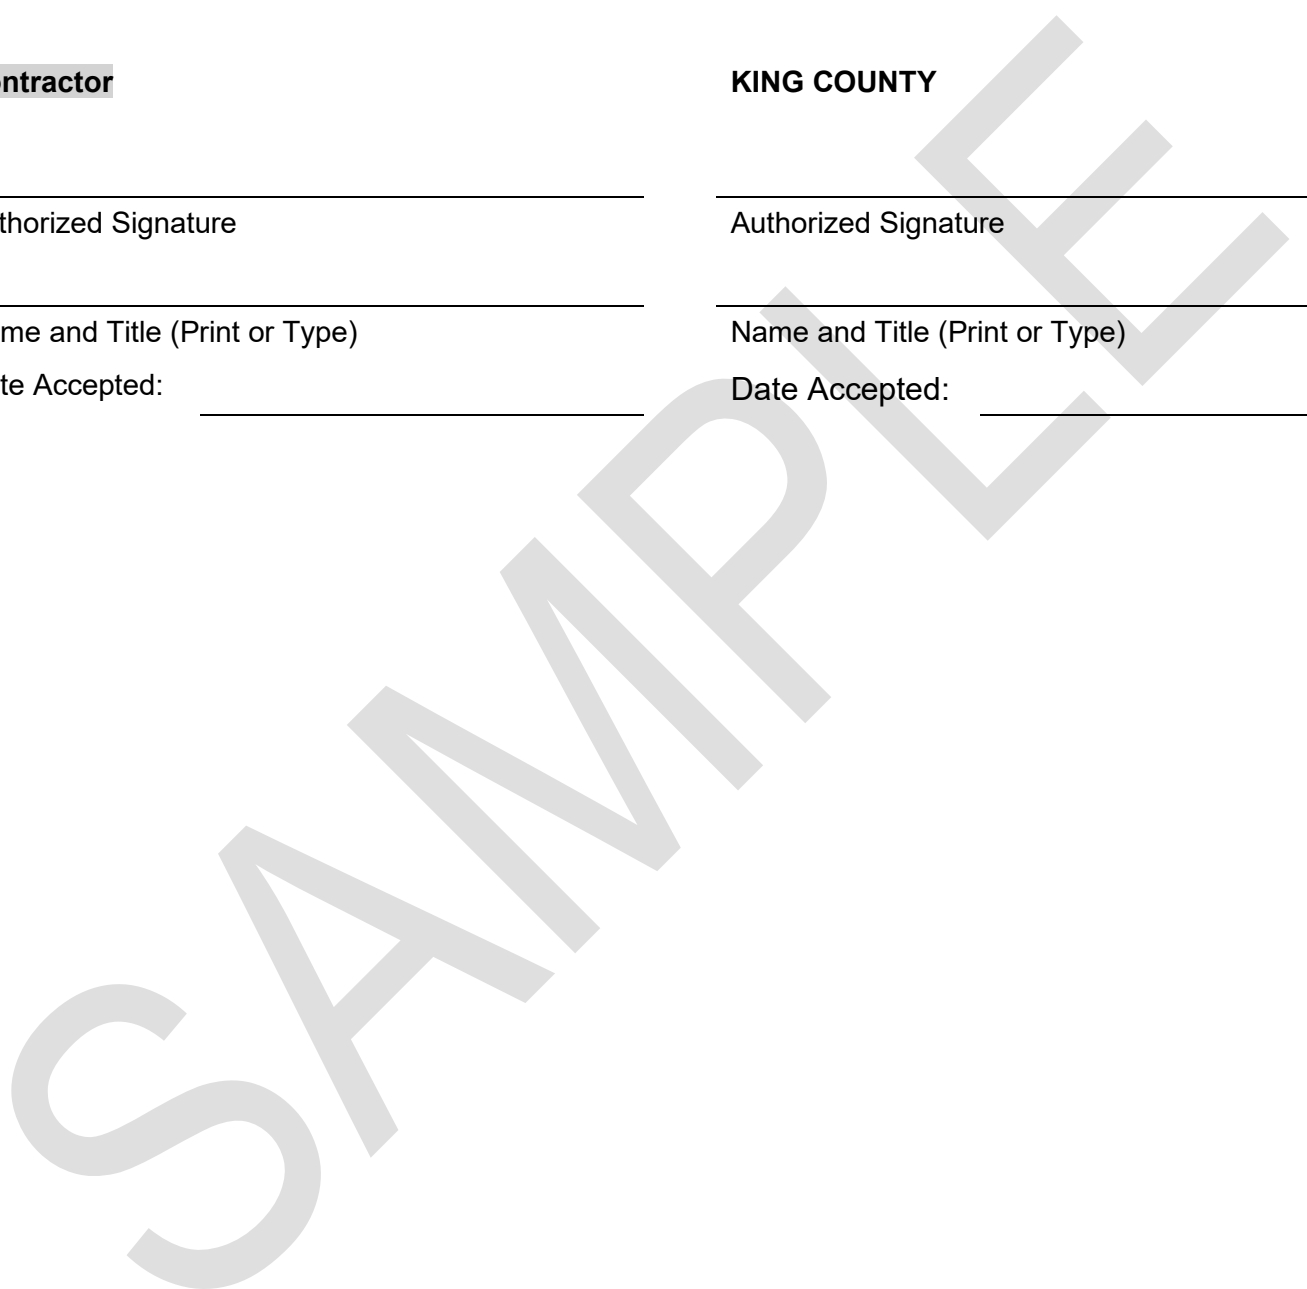 ntractor KING COUNTY
thorized Signature Authorized Signature
me and Title (Print or Type) Name and Title (Print or Type)
te Accepted: Date Accepted:
SAMPLE